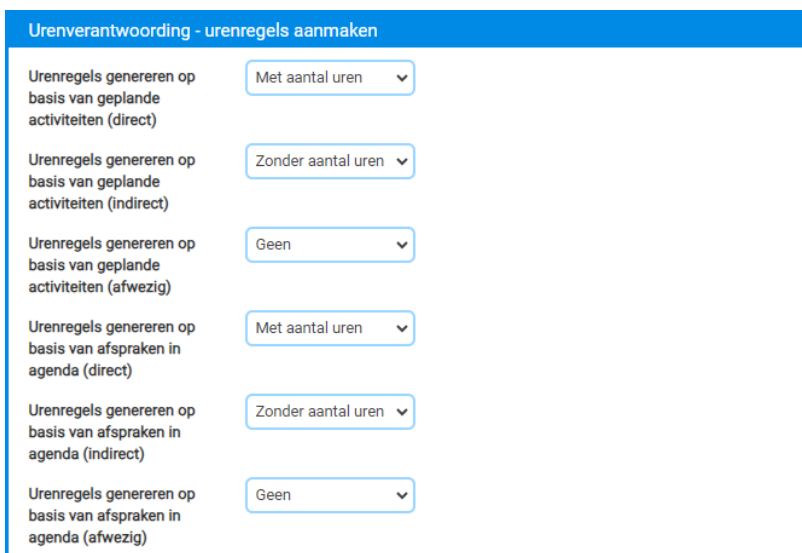 Urenverantwoording - urenregels aanmaken
Urenregels genereren op
basis van geplande
activiteiten (direct)
Met aantal uren
Urenregels genereren op
basis van geplande
activiteiten (indirect)
Zonder aantal uren
Urenregels genereren op
basis van geplande
activiteiten (afwezig)
Geen
Urenregels genereren op
basis van afspraken in
agenda (direct)
Met aantal uren
Urenregels genereren op
basis van afspraken in
agenda (indirect)
Zonder aantal uren
Urenregels genereren op
basis van afspraken in
agenda (afwezig)
Geen